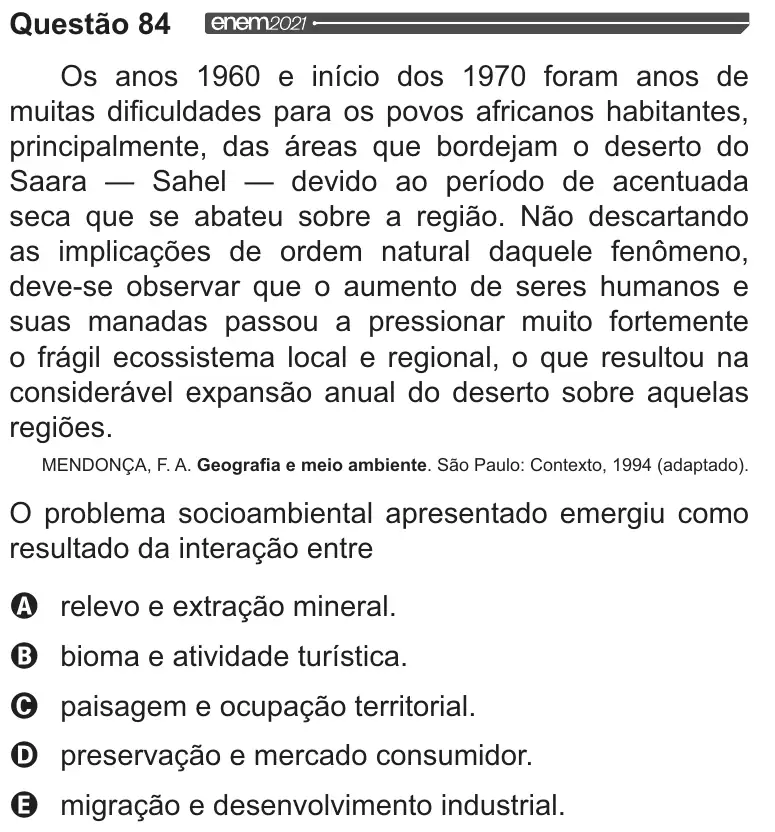 Questão 84 enem2021
Os anos 1960 e início dos 1970 foram anos de
muitas dificuldades para os povos africanos habitantes,
principalmente, das áreas que bordejam o deserto do
Saara — Sahel — devido ao período de acentuada
seca que se abateu sobre a região. Não descartando
as implicações de ordem natural daquele fenômeno,
deve-se observar que o aumento de seres humanos e
suas manadas passou a pressionar muito fortemente
o frágil ecossistema local e regional, o que resultou na
considerável expansão anual do deserto sobre aquelas
regiões.
MENDONÇA, F. A. Geografia e meio ambiente. São Paulo: Contexto, 1994 (adaptado).
O problema socioambiental apresentado emergiu como
resultado da interação entre
A relevo e extração mineral.
B bioma e atividade turística.
C paisagem e ocupação territorial.
D preservação e mercado consumidor.
E migração e desenvolvimento industrial.